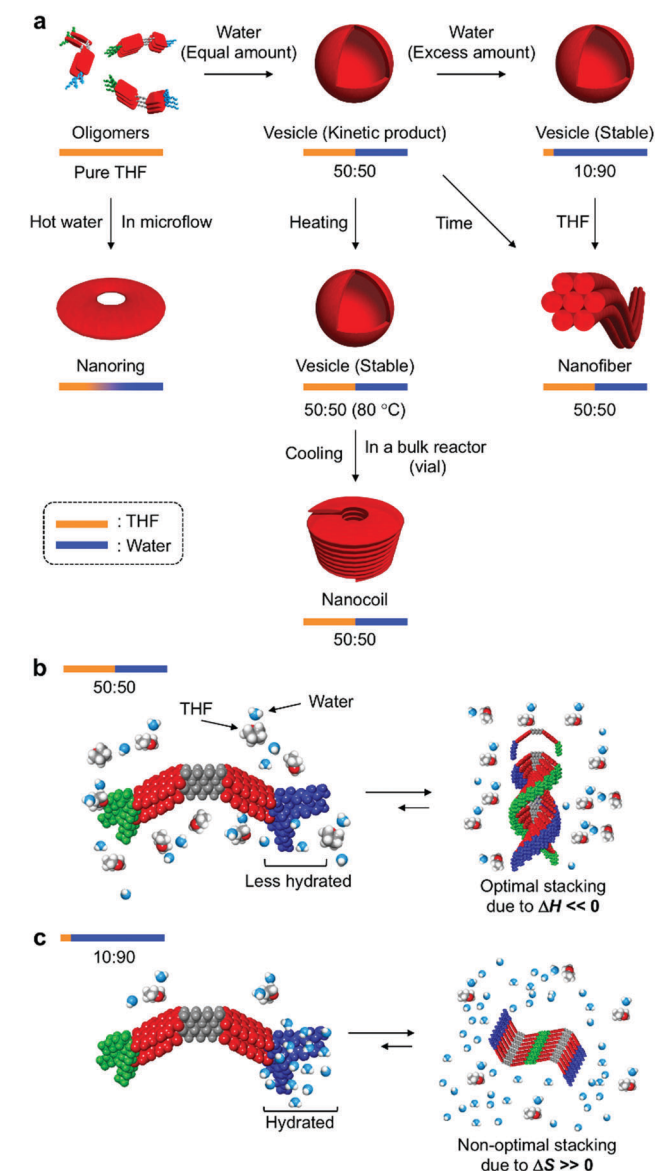 a
Water
(Equal amount)
Water
(Excess amount)
Oligomers
Pure THF
Vesicle (Kinetic product)
50:50
Vesicle (Stable)
10:90
Hot water
In microflow
Heating
Time
THF
Nanoring
Vesicle (Stable)
50:50 (80 °C)
Nanofiber
50:50
Cooling
In a bulk reactor
(vial)
: THF
: Water
Nanocoil
50:50
b
50:50
THF
Water
Less hydrated
Optimal stacking
due to ΔH << 0
c
10:90
Hydrated
Non-optimal stacking
due to ΔS >> 0